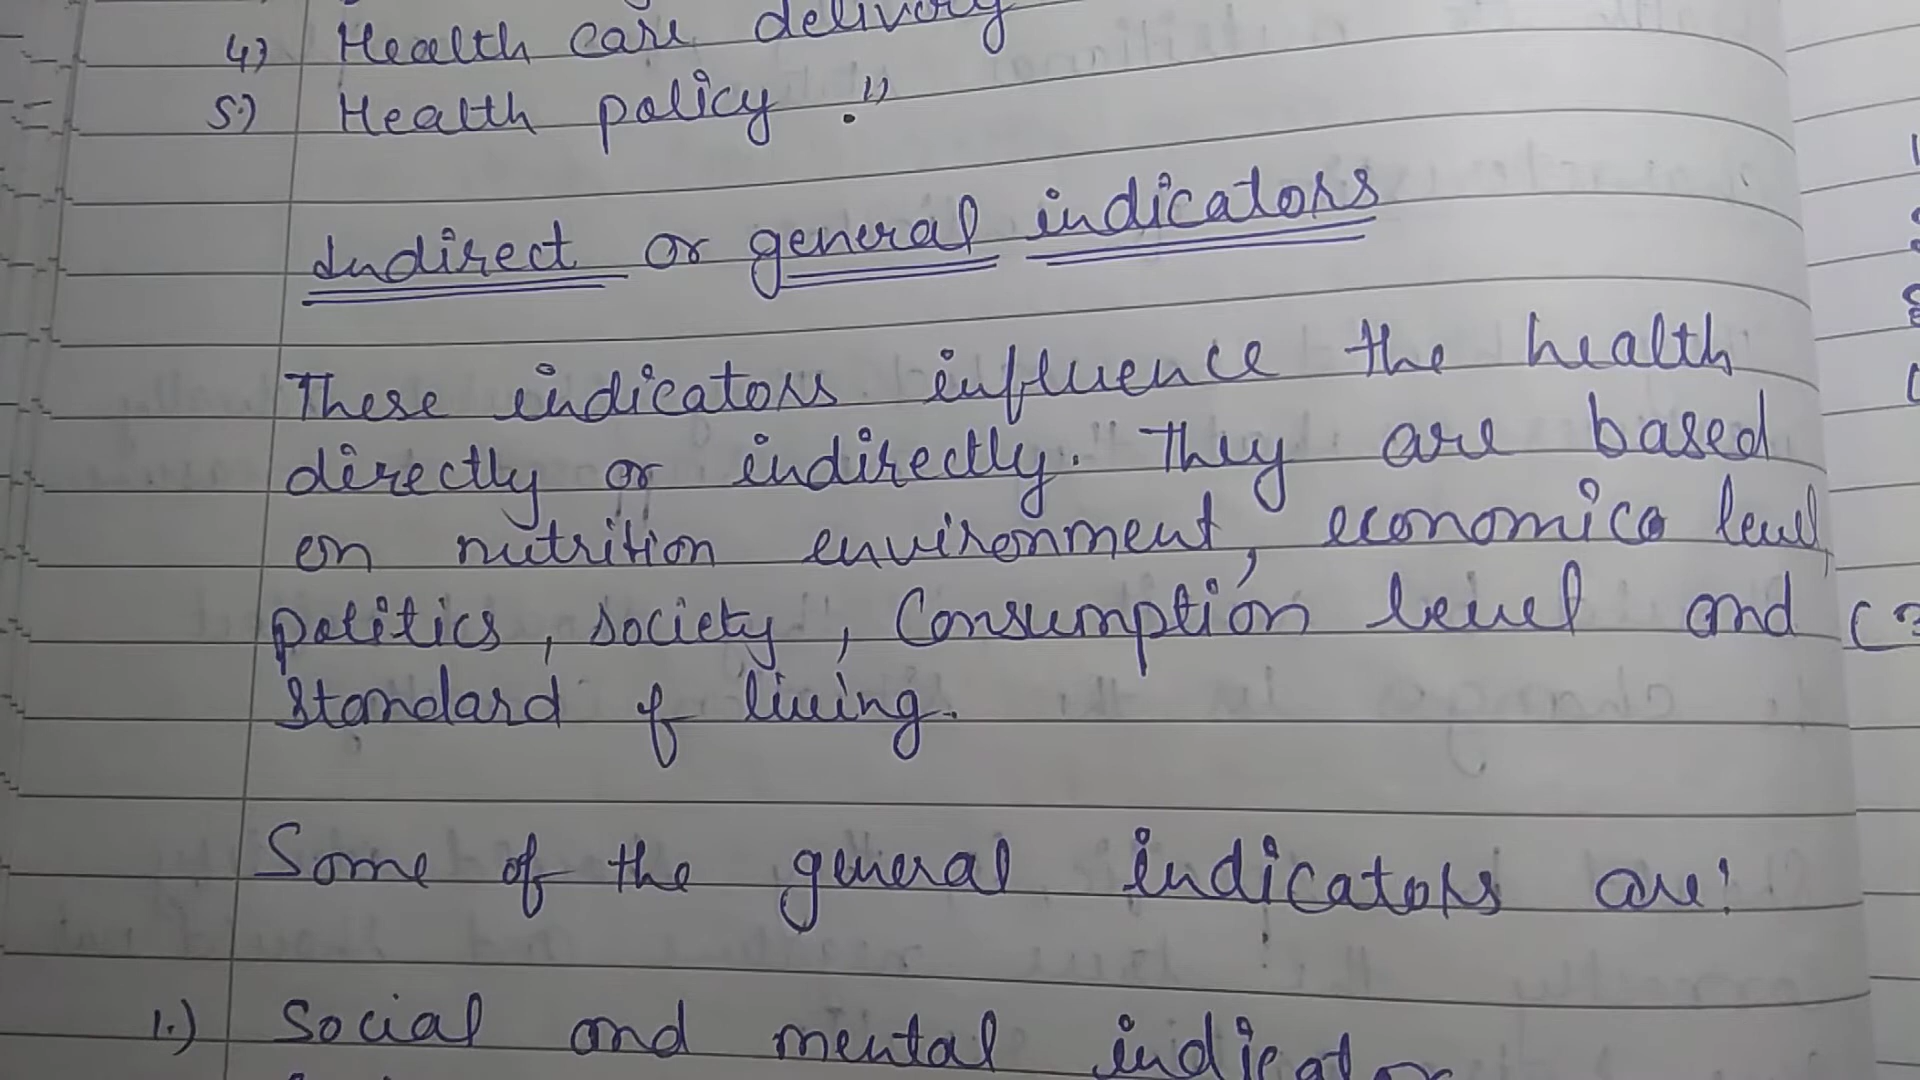 4) Health care delivery
5.) Health policy ."
Indirect or general indicators
These indicators influence the health
directly or indirectly. They are based
on nutrition environment, economico level,
politics, society, Consumption level and
Standard of living.
Some of the general indicators are:
1.) Social and mental indicator